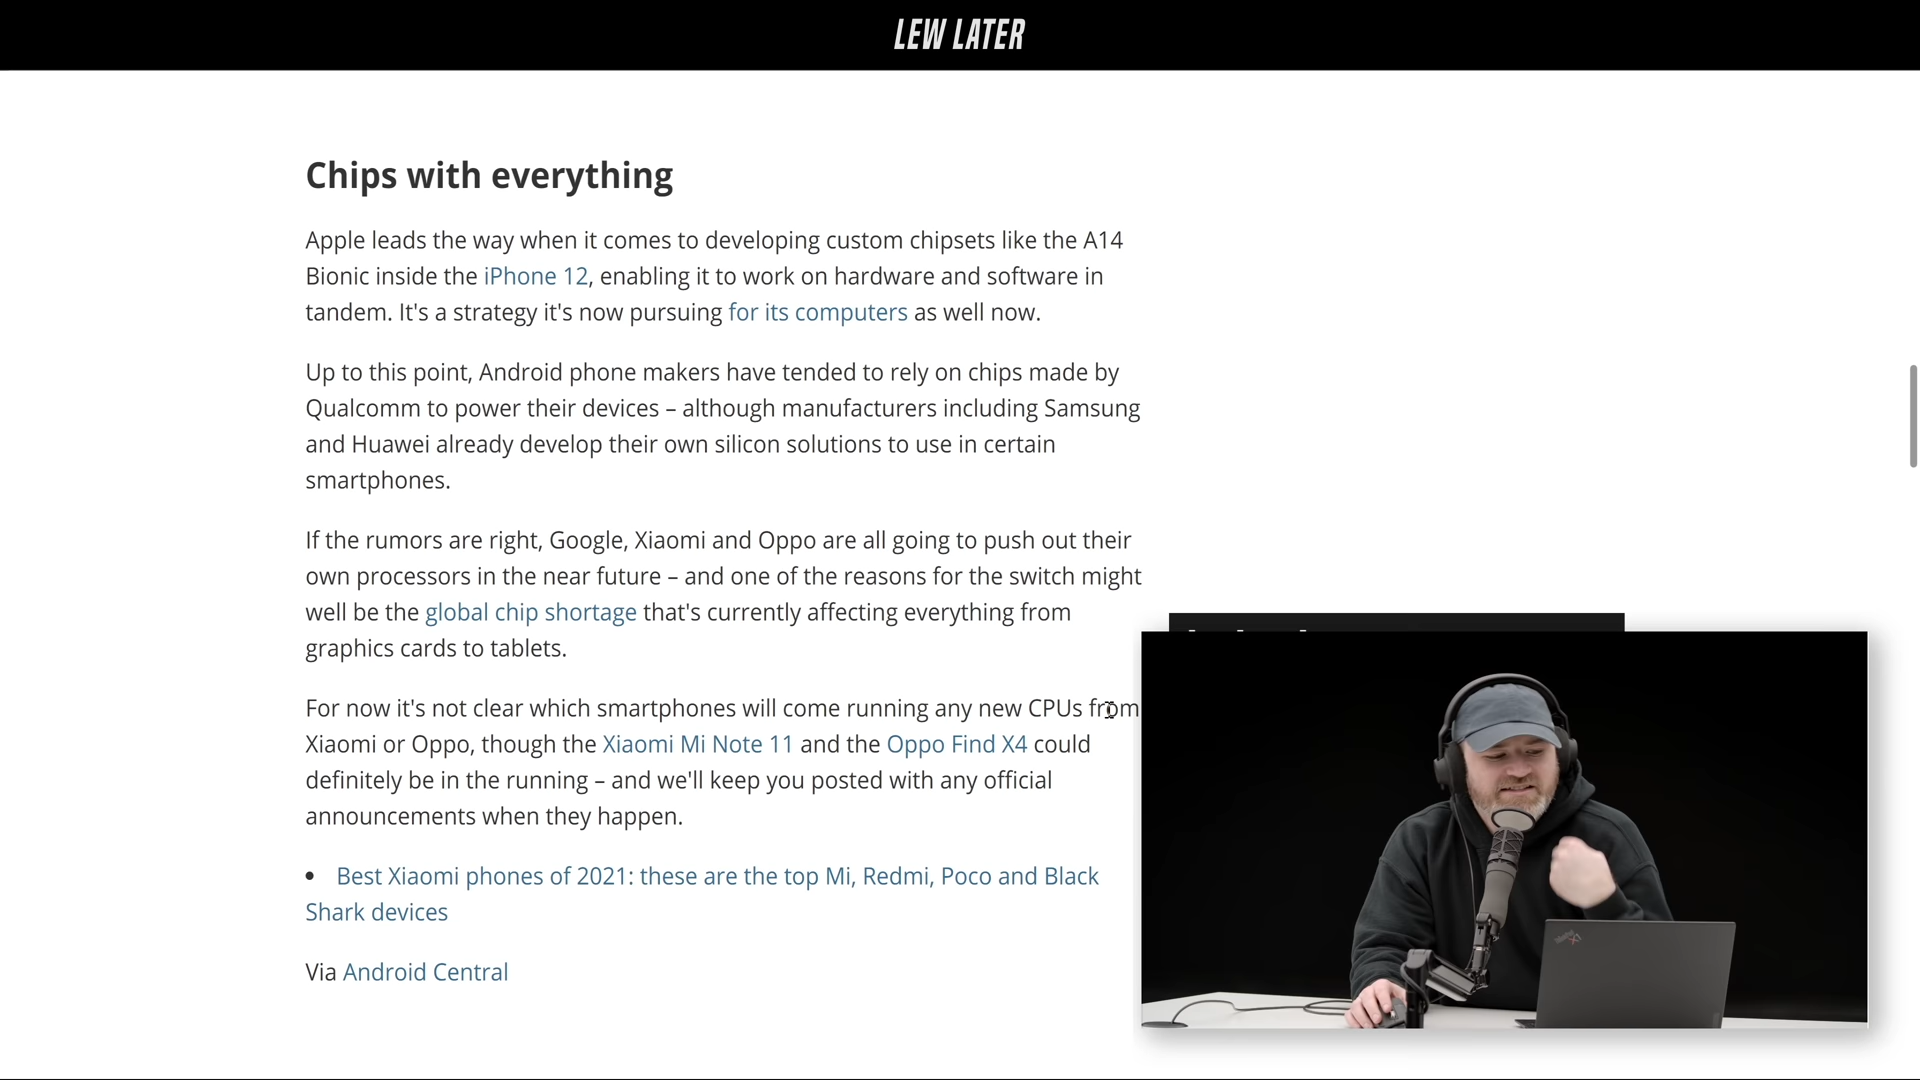 LEW LATER
Chips with everything
Apple leads the way when it comes to developing custom chipsets like the A14
Bionic inside the iPhone 12, enabling it to work on hardware and software in
tandem. It's a strategy it's now pursuing for its computers as well now.
Up to this point, Android phone makers have tended to rely on chips made by
Qualcomm to power their devices – although manufacturers including Samsung
and Huawei already develop their own silicon solutions to use in certain
smartphones.
If the rumors are right, Google, Xiaomi and Oppo are all going to push out their
own processors in the near future – and one of the reasons for the switch might
well be the global chip shortage that's currently affecting everything from
graphics cards to tablets.
For now it's not clear which smartphones will come running any new CPUs from
Xiaomi or Oppo, though the Xiaomi Mi Note 11 and the Oppo Find X4 could
definitely be in the running – and we'll keep you posted with any official
announcements when they happen.
• Best Xiaomi phones of 2021: these are the top Mi, Redmi, Poco and Black
Shark devices
Via Android Central